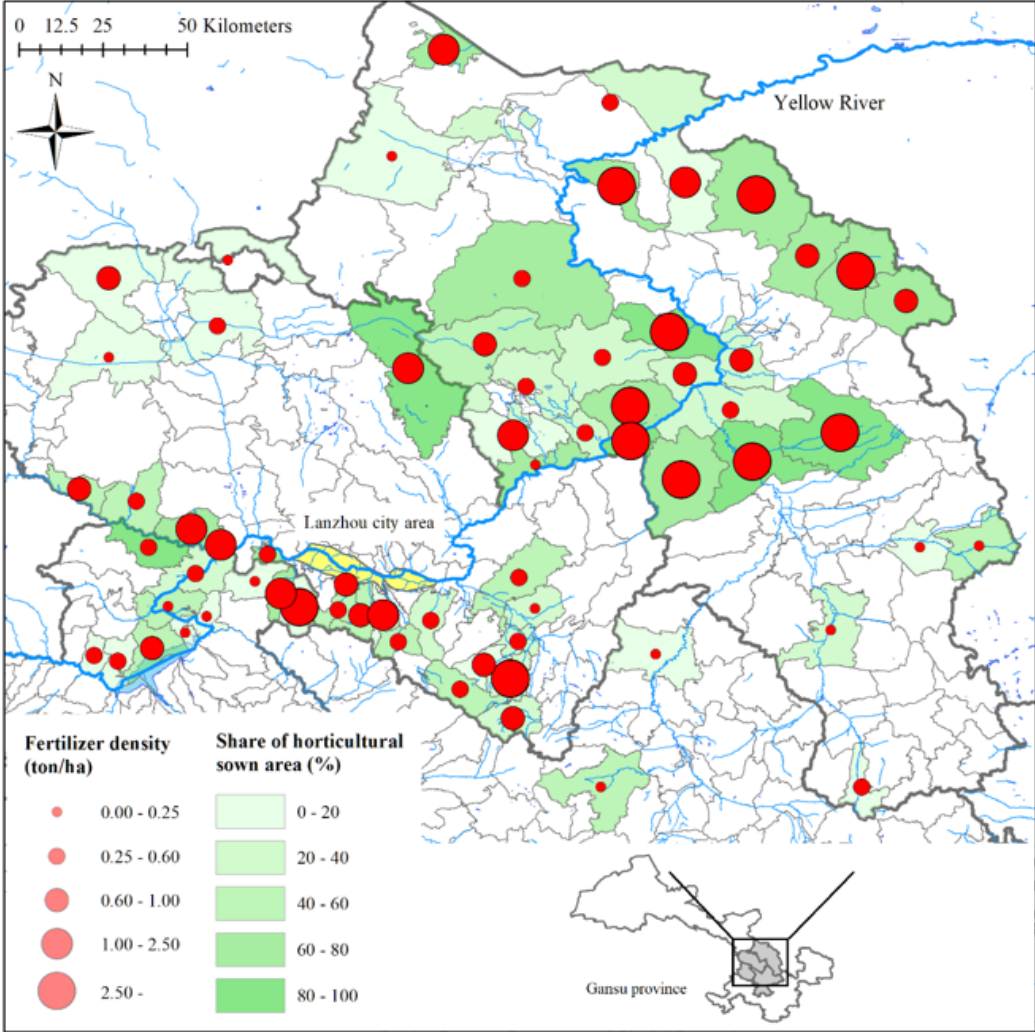 0 12.5 25 50 Kilometers
N
Yellow River
Lanzhou city area
Fertilizer density
(ton/ha)
0.00 - 0.25
0.25 - 0.60
0.60 - 1.00
1.00 - 2.50
2.50 -
Share of horticultural
sown area (%)
0 - 20
20 - 40
40 - 60
60 - 80
80 - 100
Gansu province